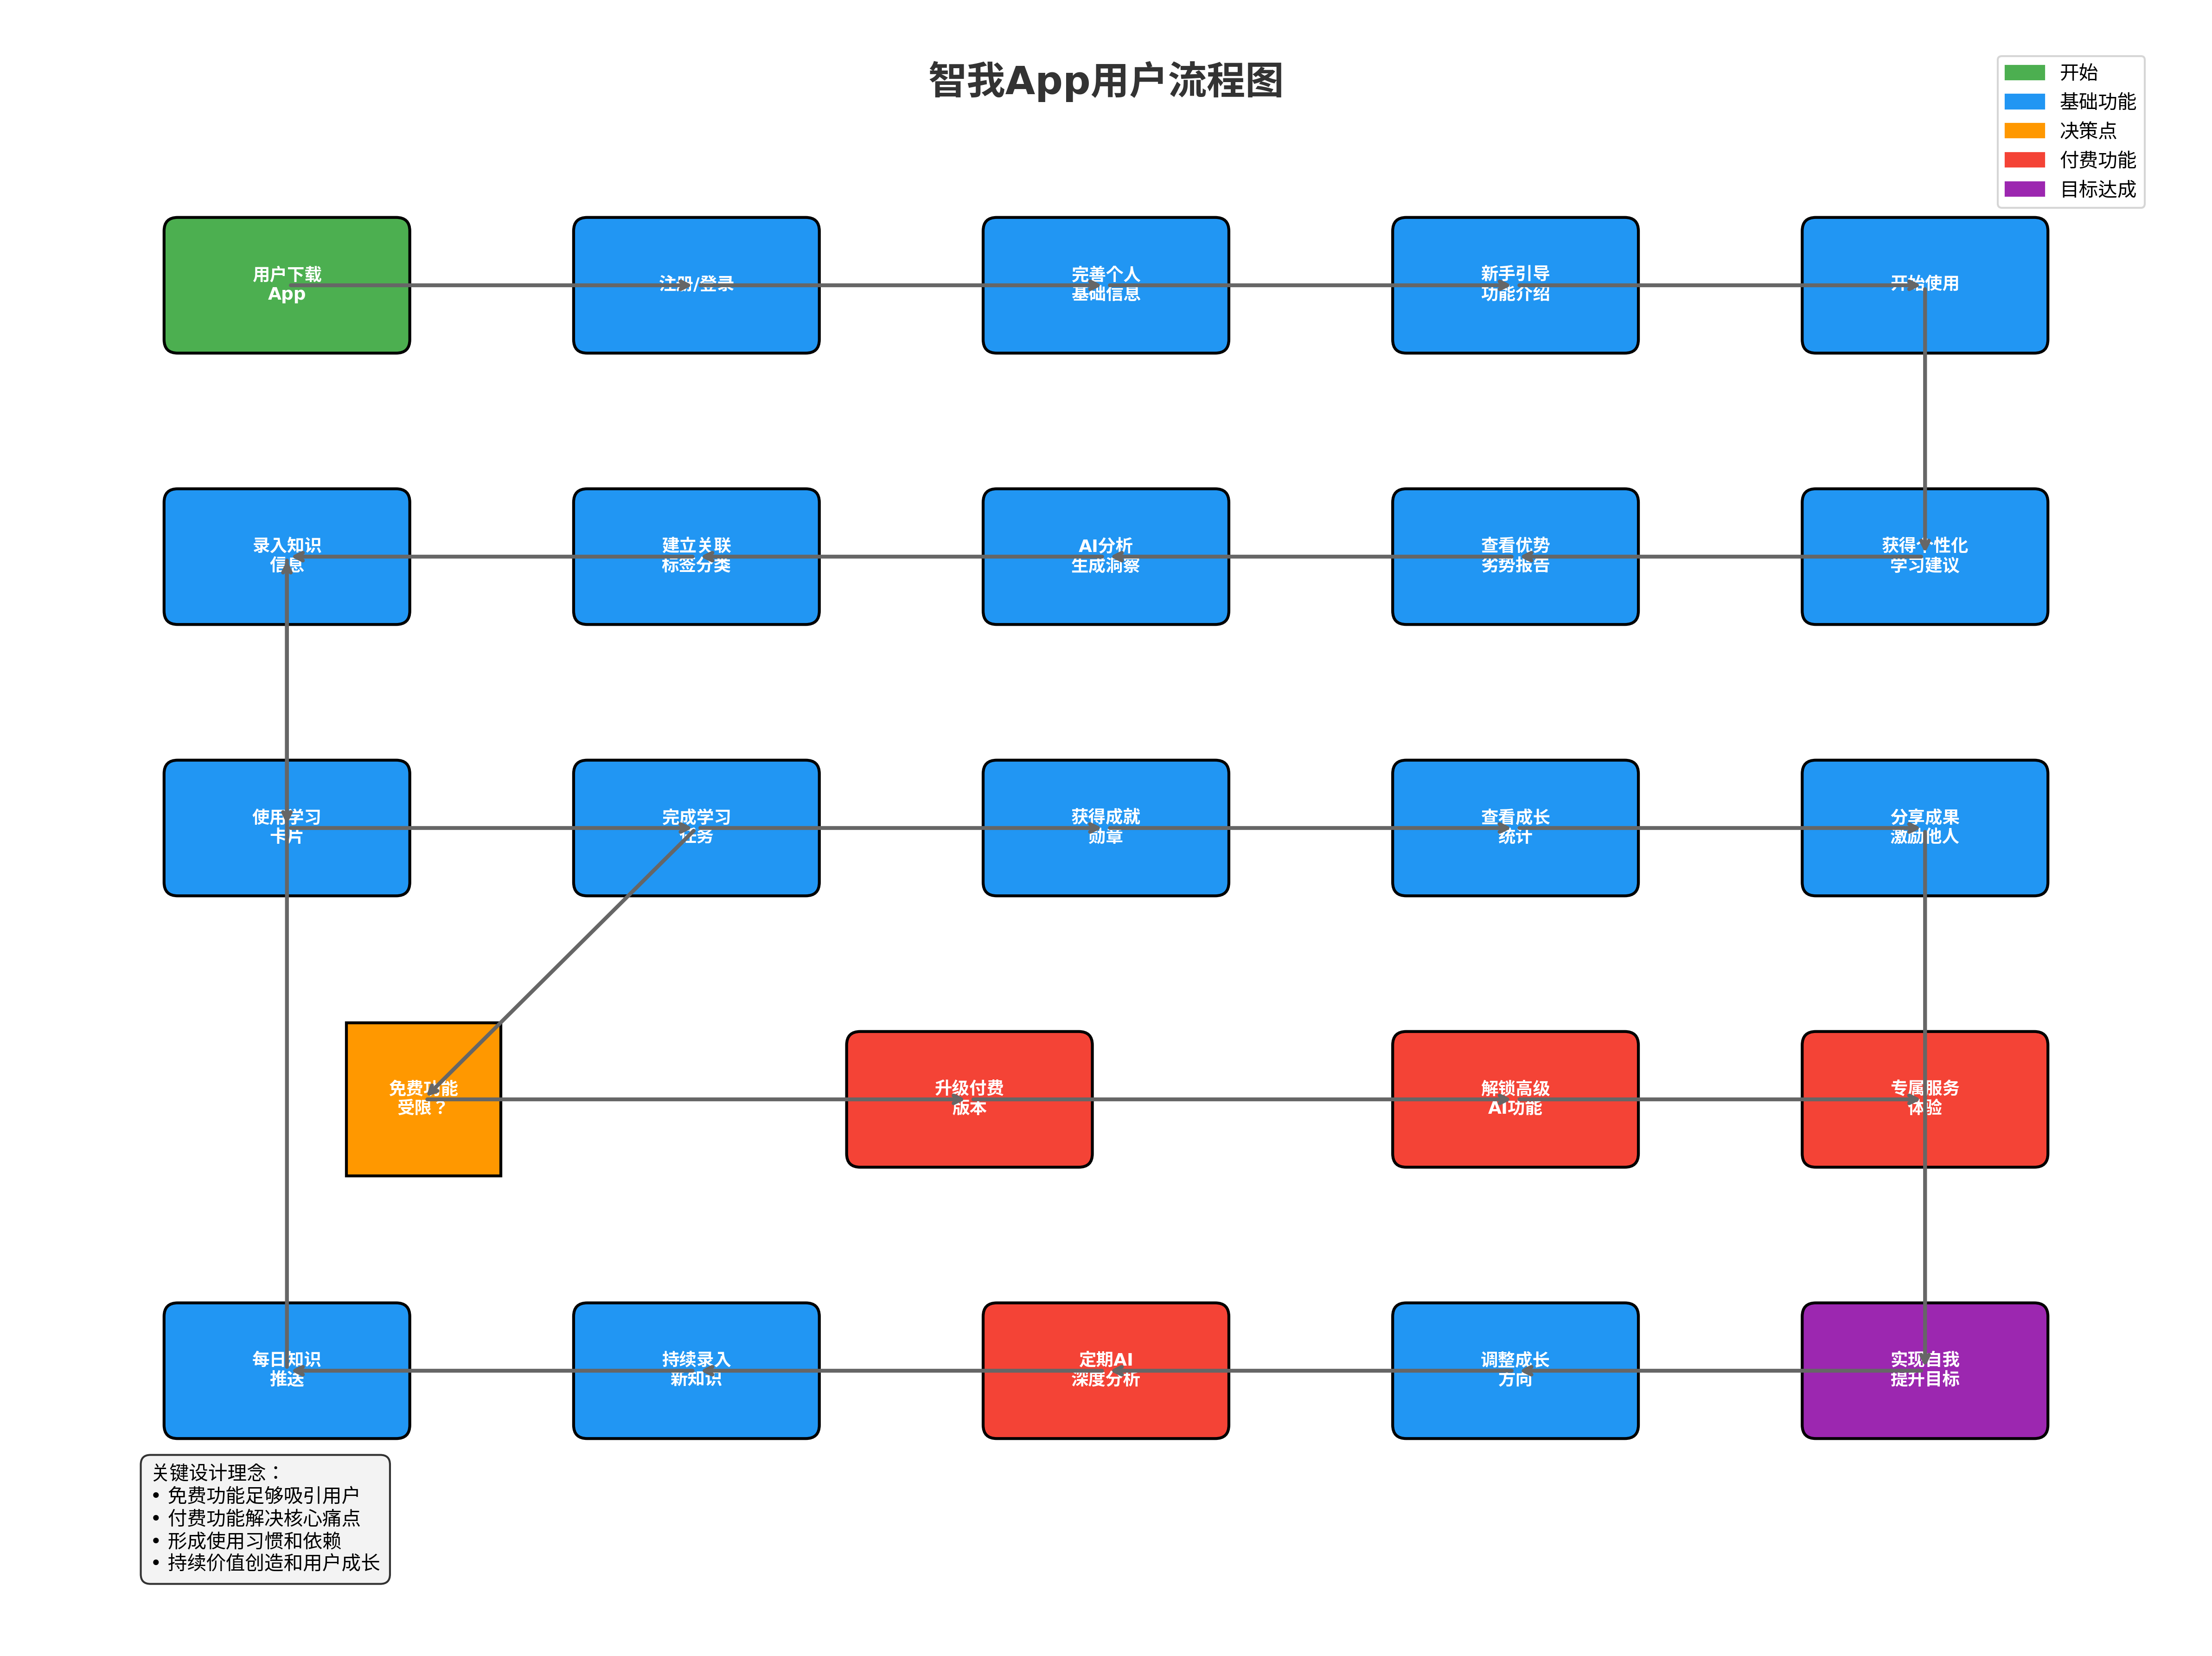 智我App用户流程图
开始
基础功能
决策点
付费功能
目标达成
用户下载
App
注册/登录
完善个人
基础信息
新手引导
功能介绍
开始使用
录入知识
信息
建立关联
标签分类
AI分析
生成洞察
查看优势
劣势报告
获得个性化
学习建议
使用学习
卡片
完成学习
任务
获得成就
勋章
查看成长
统计
分享成果
激励他人
免费功能
受限？
升级付费
版本
解锁高级
AI功能
专属服务
体验
每日知识
推送
持续录入
新知识
定期AI
深度分析
调整成长
方向
实现自我
提升目标
关键设计理念：
• 免费功能足够吸引用户
• 付费功能解决核心痛点
• 形成使用习惯和依赖
• 持续价值创造和用户成长